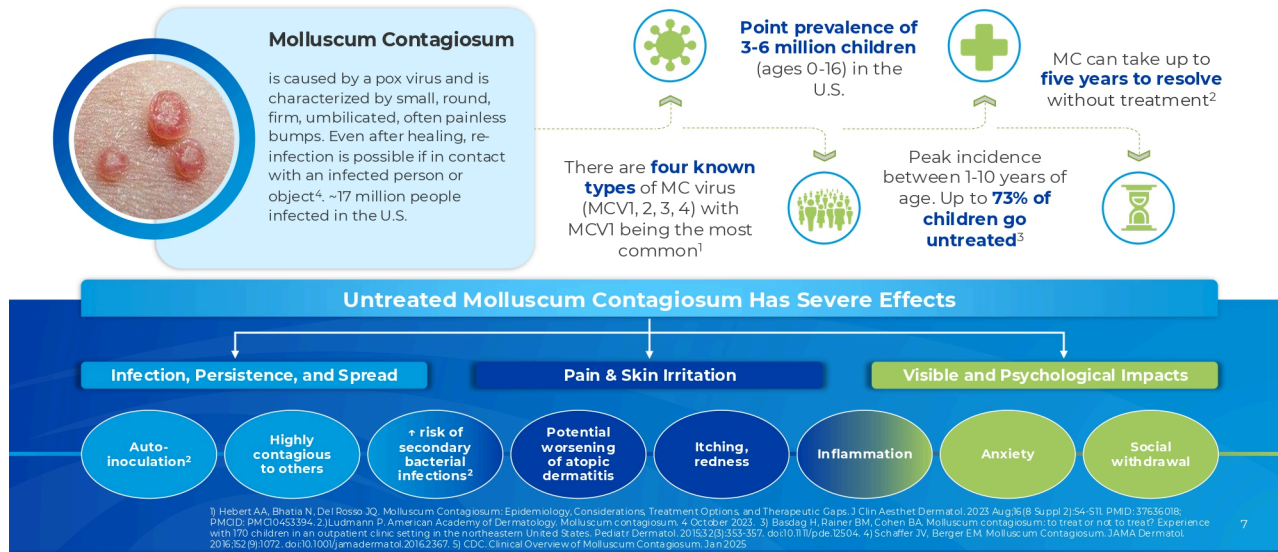 Molluscum Contagiosum
is caused by a pox virus and is
characterized by small, round,
firm, umbilicated, often painless
bumps. Even after healing, re-
infection is possible if in contact
with an infected person or
object⁴. ~17 million people
infected in the U.S.
There are four known
types of MC virus
(MCV1, 2, 3, 4) with
MCV1 being the most
common¹
Point prevalence of
3-6 million children
(ages 0-16) in the
U.S.
Peak incidence
between 1-10 years of
age. Up to 73% of
children go
untreated³
MC can take up to
five years to resolve
without treatment²
Untreated Molluscum Contagiosum Has Severe Effects
Infection, Persistence, and Spread
Pain & Skin Irritation
Visible and Psychological Impacts
Auto-
inoculation²
Highly
contagious
to others
↑ risk of
secondary
bacterial
infections²
Potential
worsening
of atopic
dermatitis
Itching,
redness
Inflammation
Anxiety
Social
withdrawal
1) Hebert AA, Bhatia N, Del Rosso JQ. Molluscum Contagiosum: Epidemiology, Considerations, Treatment Options, and Therapeutic Gaps. J Clin Aesthet Dermatol. 2023 Aug;16(8 Suppl 2):S4-S11. PMID: 37636018;
PMCID: PMC10453394. 2.)Ludmann P. American Academy of Dermatology. Molluscum contagiosum. 4 October 2023. 3) Basdag H, Rainer BM, Cohen BA. Molluscum contagiosum: to treat or not to treat? Experience
with 170 children in an outpatient clinic setting in the northeastern United States. Pediatr Dermatol. 2015;32(3):353-357. doi:10.1111/pde.12504. 4) Schaffer JV, Berger EM. Molluscum Contagiosum. JAMA Dermatol.
2016;152(9):1072. doi:10.1001/jamadermatol.2016.2367. 5) CDC. Clinical Overview of Molluscum Contagiosum. Jan 2025
7